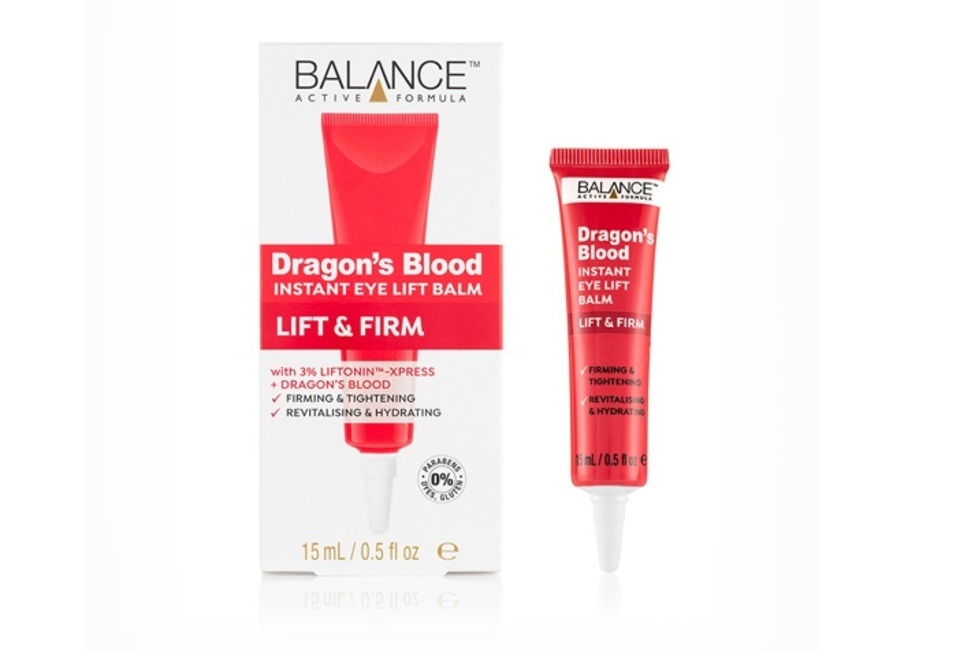 BALANCE™
ACTIVE FORMULA
Dragon's Blood
INSTANT EYE LIFT BALM
LIFT & FIRM
with 3% LIFTONIN™-XPRESS
+ DRAGON'S BLOOD
✓ FIRMING & TIGHTENING
✓ REVITALISING & HYDRATING
PARABENS
0%
DYES, GLUTEN
15 mL / 0.5 fl oz ℮
BALANCE™
ACTIVE FORMULA
Dragon's
Blood
INSTANT
EYE LIFT
BALM
LIFT & FIRM
✓ FIRMING &
TIGHTENING
✓ REVITALISING
& HYDRATING
15 mL / 0.5 fl oz ℮